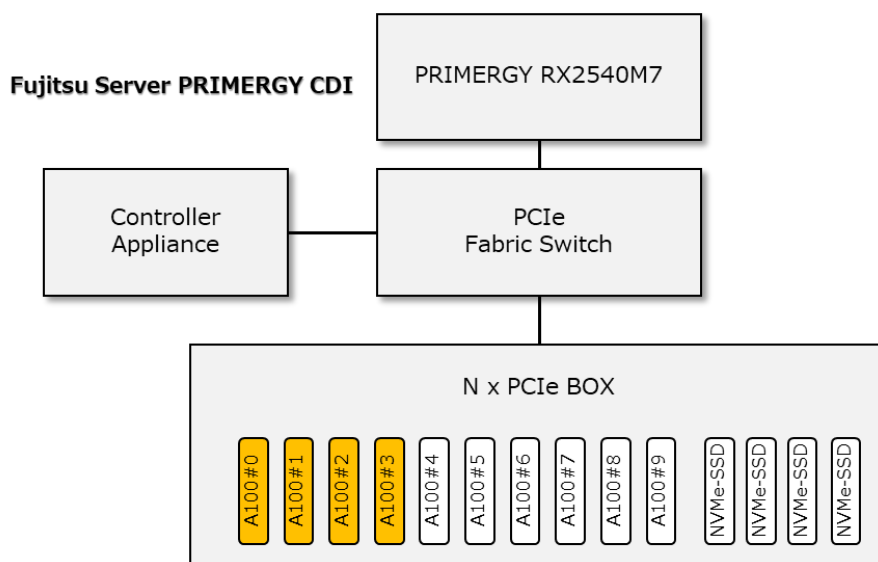 PRIMERGY RX2540M7
Fujitsu Server PRIMERGY CDI
Controller
Appliance
PCIe
Fabric Switch
N x PCIe BOX
A100#0
A100#1
A100#2
A100#3
A100#4
A100#5
A100#6
A100#7
A100#8
A100#9
NVMe-SSD
NVMe-SSD
NVMe-SSD
NVMe-SSD